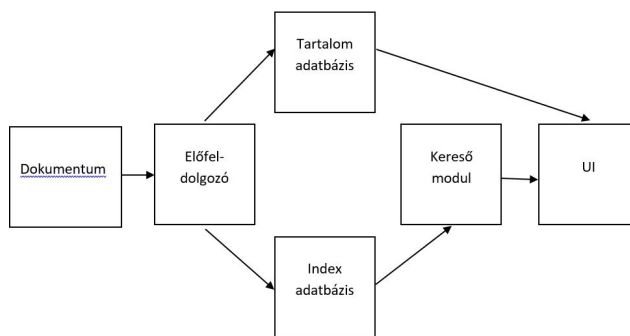 Tartalom
adatbázis
Dokumentum
Előfel-
dolgozó
Kereső
modul
UI
Index
adatbázis